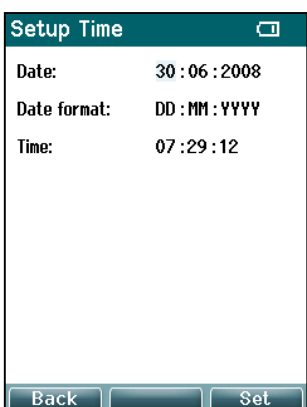 Setup Time
Date: 30 : 06 : 2008
Date format: DD : MM : YYYY
Time: 07 : 29 : 12
Back Set